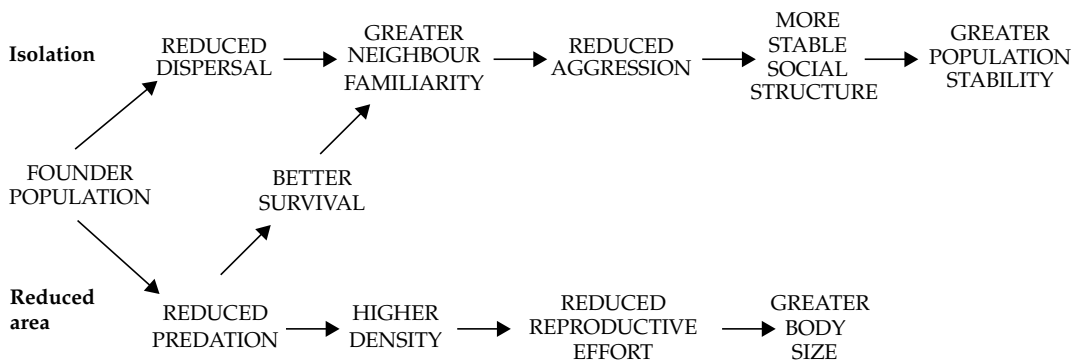 Isolation
REDUCED
DISPERSAL
GREATER
NEIGHBOUR
FAMILIARITY
REDUCED
AGGRESSION
MORE
STABLE
SOCIAL
STRUCTURE
GREATER
POPULATION
STABILITY
FOUNDER
POPULATION
BETTER
SURVIVAL
Reduced
area
REDUCED
PREDATION
HIGHER
DENSITY
REDUCED
REPRODUCTIVE
EFFORT
GREATER
BODY
SIZE